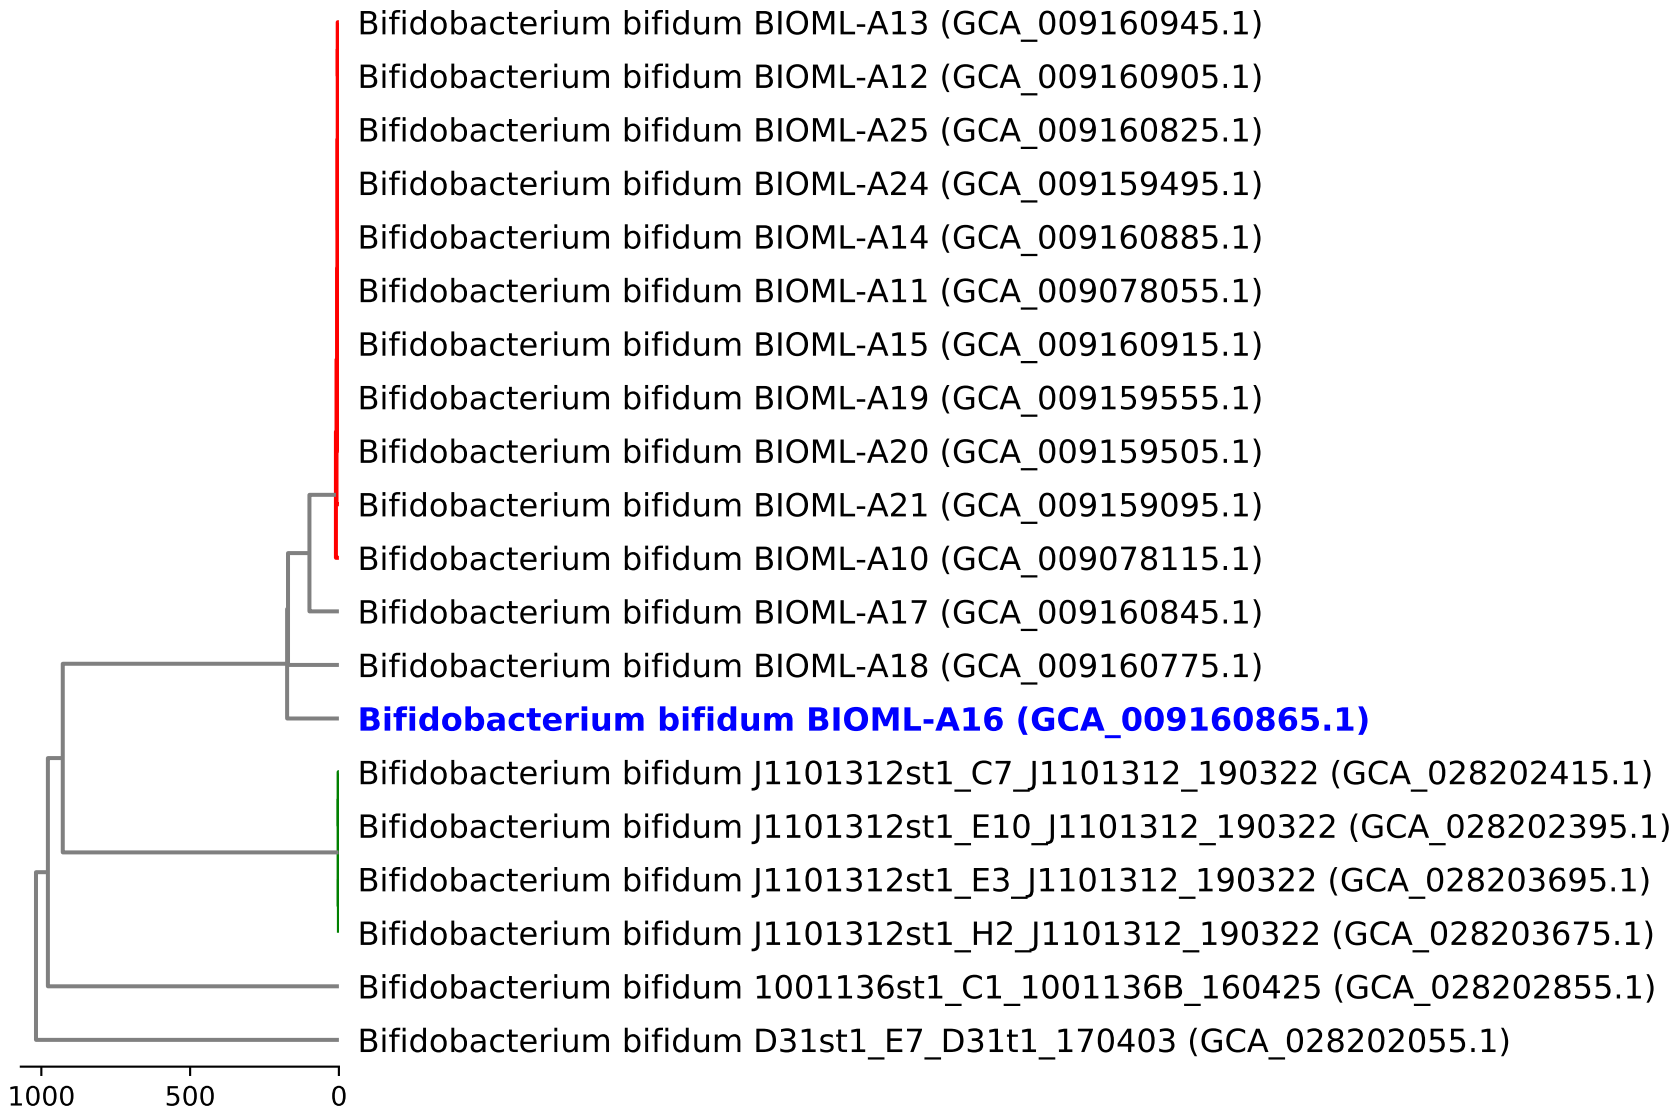 Bifidobacterium bifidum BIOML-A13 (GCA_009160945.1)
Bifidobacterium bifidum BIOML-A12 (GCA_009160905.1)
Bifidobacterium bifidum BIOML-A25 (GCA_009160825.1)
Bifidobacterium bifidum BIOML-A24 (GCA_009159495.1)
Bifidobacterium bifidum BIOML-A14 (GCA_009160885.1)
Bifidobacterium bifidum BIOML-A11 (GCA_009078055.1)
Bifidobacterium bifidum BIOML-A15 (GCA_009160915.1)
Bifidobacterium bifidum BIOML-A19 (GCA_009159555.1)
Bifidobacterium bifidum BIOML-A20 (GCA_009159505.1)
Bifidobacterium bifidum BIOML-A21 (GCA_009159095.1)
Bifidobacterium bifidum BIOML-A10 (GCA_009078115.1)
Bifidobacterium bifidum BIOML-A17 (GCA_009160845.1)
Bifidobacterium bifidum BIOML-A18 (GCA_009160775.1)
Bifidobacterium bifidum BIOML-A16 (GCA_009160865.1)
Bifidobacterium bifidum J1101312st1_C7_J1101312_190322 (GCA_028202415.1)
Bifidobacterium bifidum J1101312st1_E10_J1101312_190322 (GCA_028202395.1)
Bifidobacterium bifidum J1101312st1_E3_J1101312_190322 (GCA_028203695.1)
Bifidobacterium bifidum J1101312st1_H2_J1101312_190322 (GCA_028203675.1)
Bifidobacterium bifidum 1001136st1_C1_1001136B_160425 (GCA_028202855.1)
Bifidobacterium bifidum D31st1_E7_D31t1_170403 (GCA_028202055.1)
1000 500 0